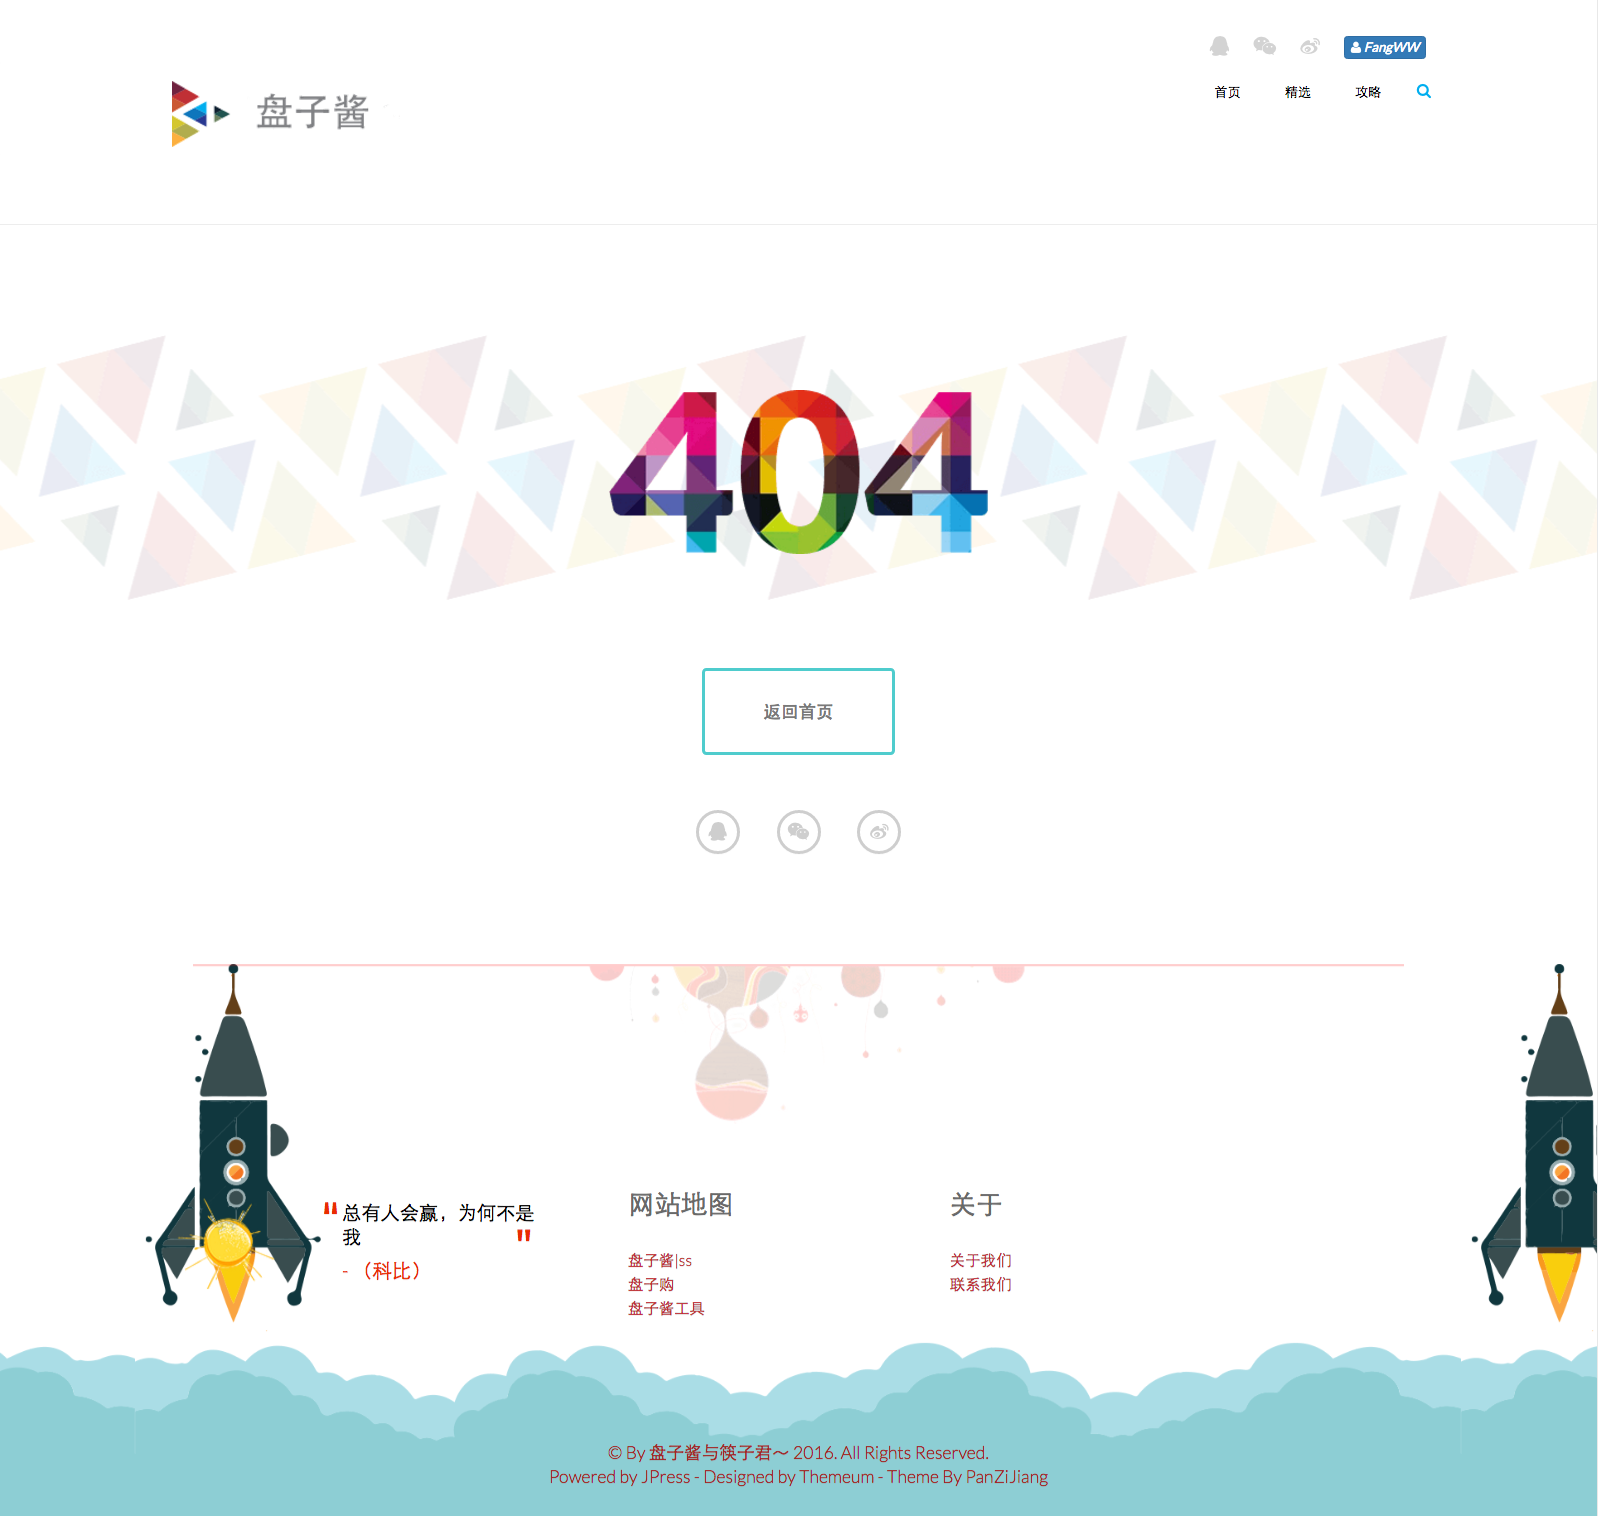 FangWW
盘子酱
首页 精选 攻略
404
返回首页
"总有人会赢，为何不是
我"
- （科比）
网站地图
盘子酱|ss
盘子购
盘子酱工具
关于
关于我们
联系我们
© By 盘子酱与筷子君～ 2016. All Rights Reserved.
Powered by JPress - Designed by Themeum - Theme By PanZiJiang